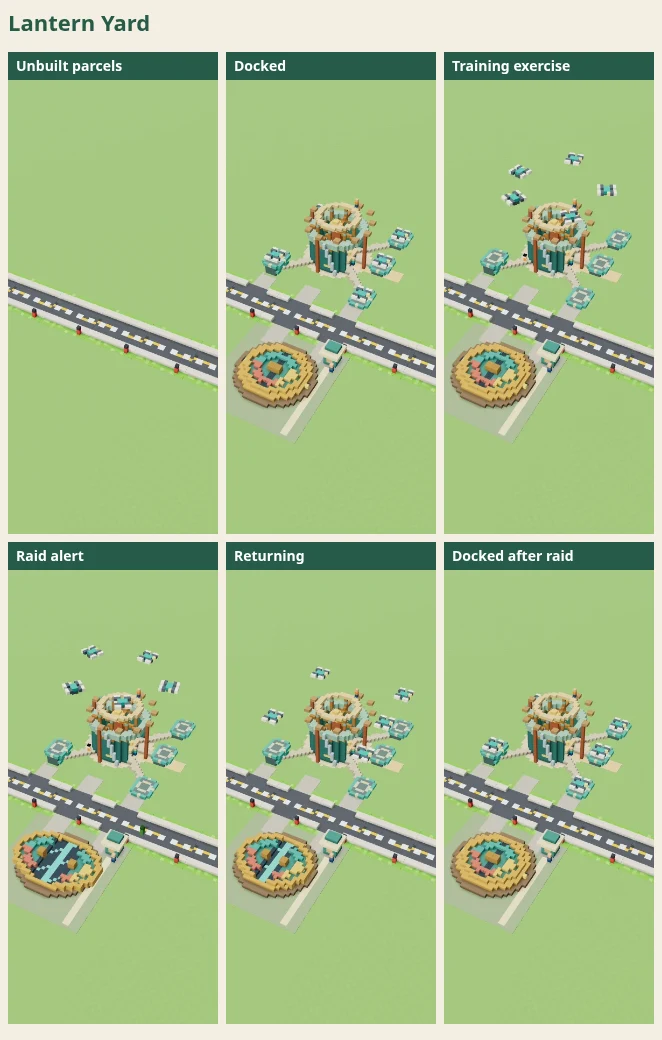 Lantern Yard
Unbuilt parcels
Docked
Training exercise
Raid alert
Returning
Docked after raid